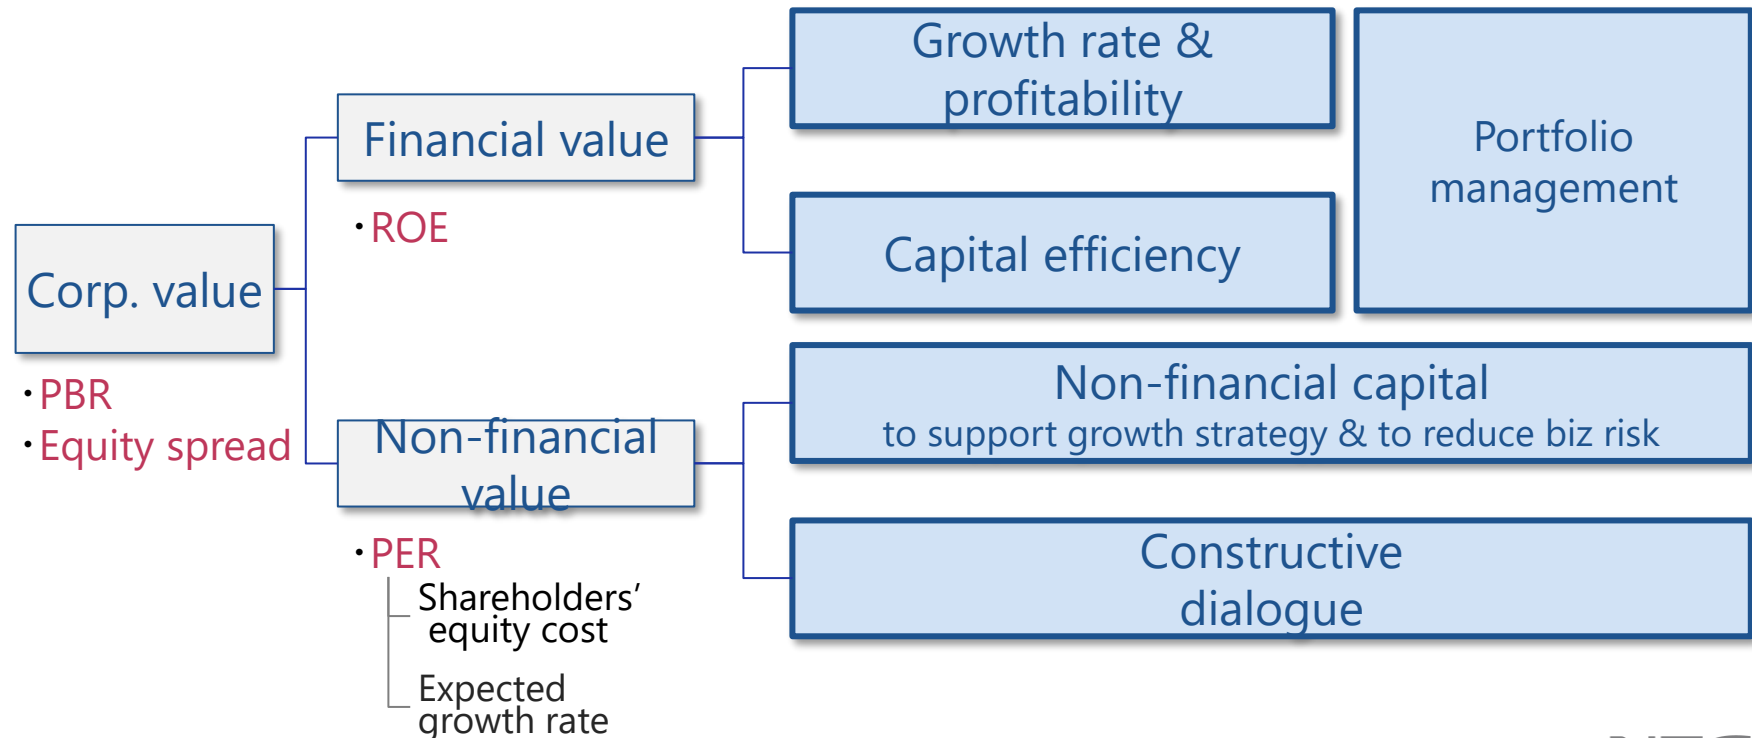 Growth rate &
profitability
Portfolio
management
Financial value
・ROE
Capital efficiency
Corp. value
・PBR
・Equity spread
Non-financial capital
to support growth strategy & to reduce biz risk
Non-financial
value
・PER
Shareholders’
equity cost
Expected
growth rate
Constructive
dialogue